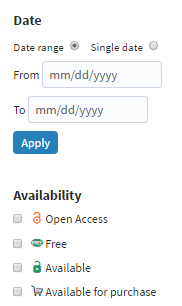 Date
Date range Single date
From mm/dd/yyyy
To mm/dd/yyyy
Apply
Availability
Open Access
Free
Available
Available for purchase